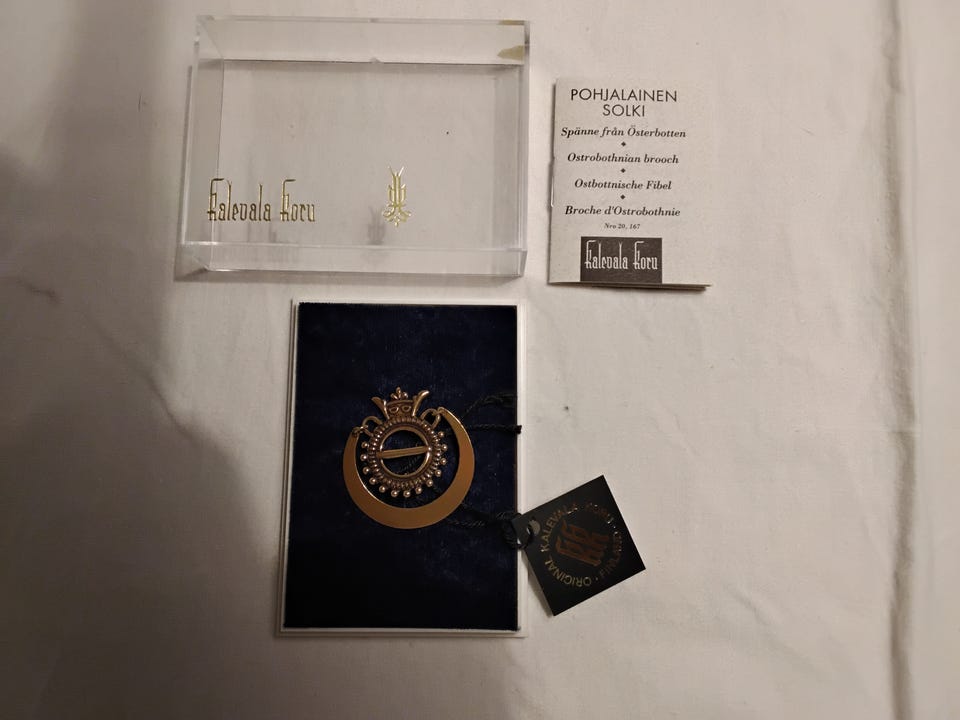 Kalevala Koru
POHJALAINEN
SOLKI
Spänne från Österbotten
Ostrobothnian brooch
Ostbottnische Fibel
Broche d'Ostrobothnie
Nro 20, 167
Kalevala Koru
ORIGINAL KALEVALA KORU · FINLAND ·